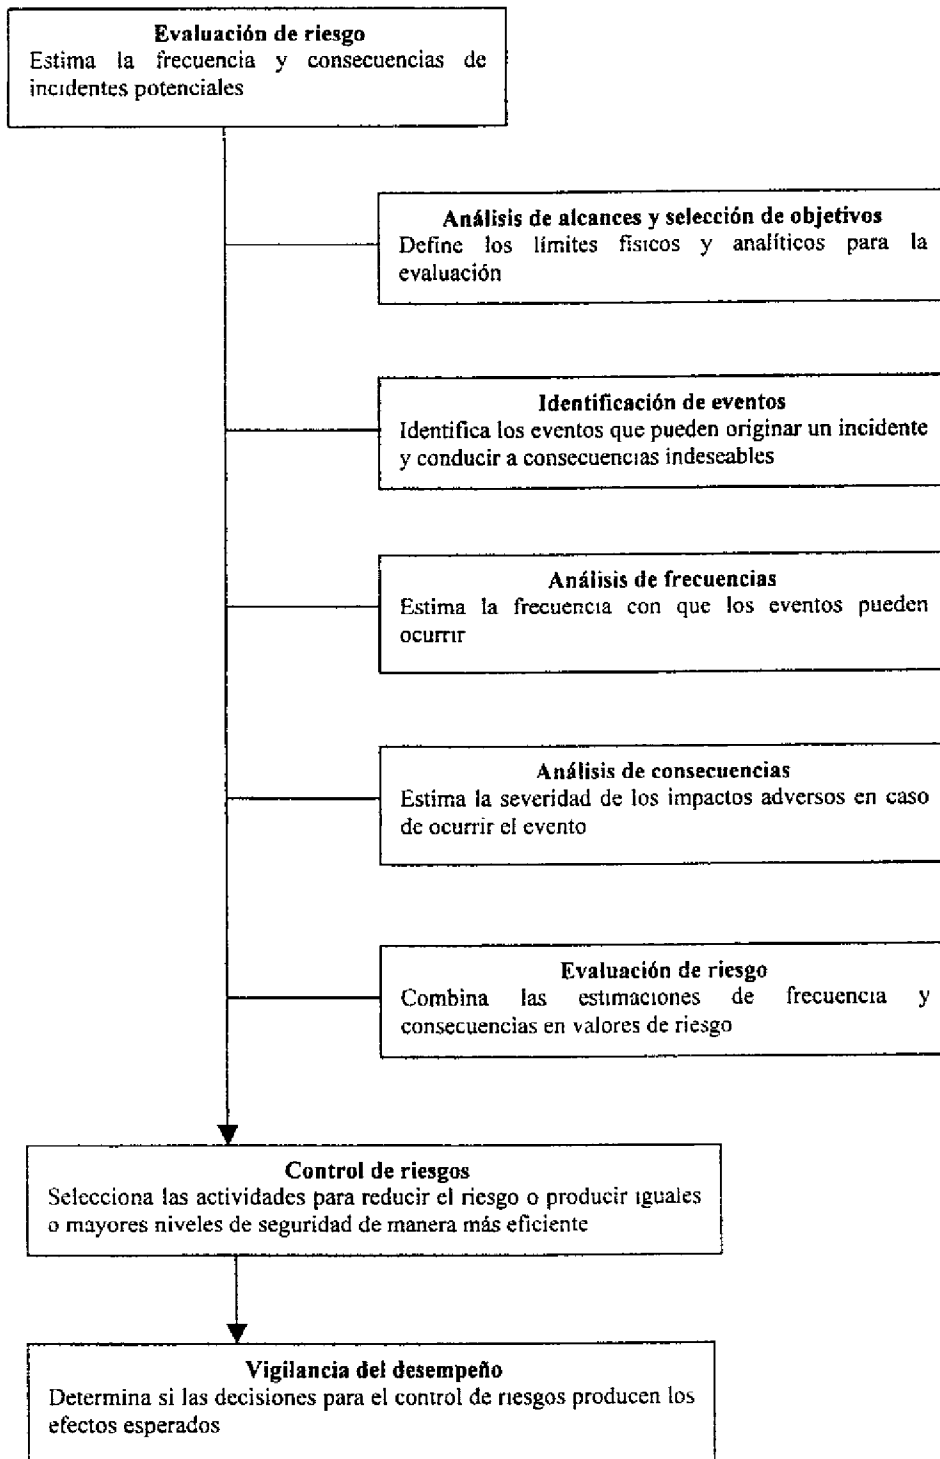 Evaluación de riesgo
Estima la frecuencia y consecuencias de
incidentes potenciales
Análisis de alcances y selección de objetivos
Define los límites físicos y analíticos para la
evaluación
Identificación de eventos
Identifica los eventos que pueden originar un incidente
y conducir a consecuencias indeseables
Análisis de frecuencias
Estima la frecuencia con que los eventos pueden
ocurrir
Análisis de consecuencias
Estima la severidad de los impactos adversos en caso
de ocurrir el evento
Evaluación de riesgo
Combina las estimaciones de frecuencia y
consecuencias en valores de riesgo
Control de riesgos
Selecciona las actividades para reducir el riesgo o producir iguales
o mayores niveles de seguridad de manera más eficiente
Vigilancia del desempeño
Determina si las decisiones para el control de riesgos producen los
efectos esperados